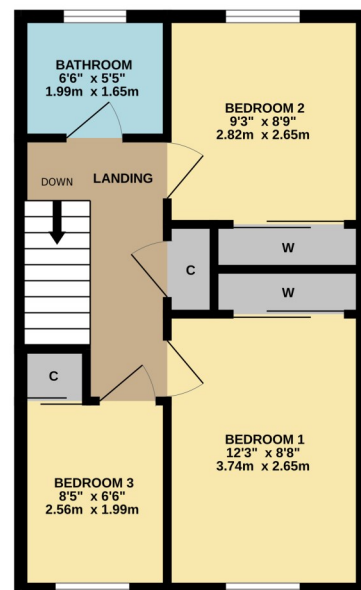 BATHROOM
6'6" x 5'5"
1.99m x 1.65m
BEDROOM 2
9'3" x 8'9"
2.82m x 2.65m
DOWN
LANDING
C
W
W
C
BEDROOM 1
12'3" x 8'8"
3.74m x 2.65m
BEDROOM 3
8'5" x 6'6"
2.56m x 1.99m